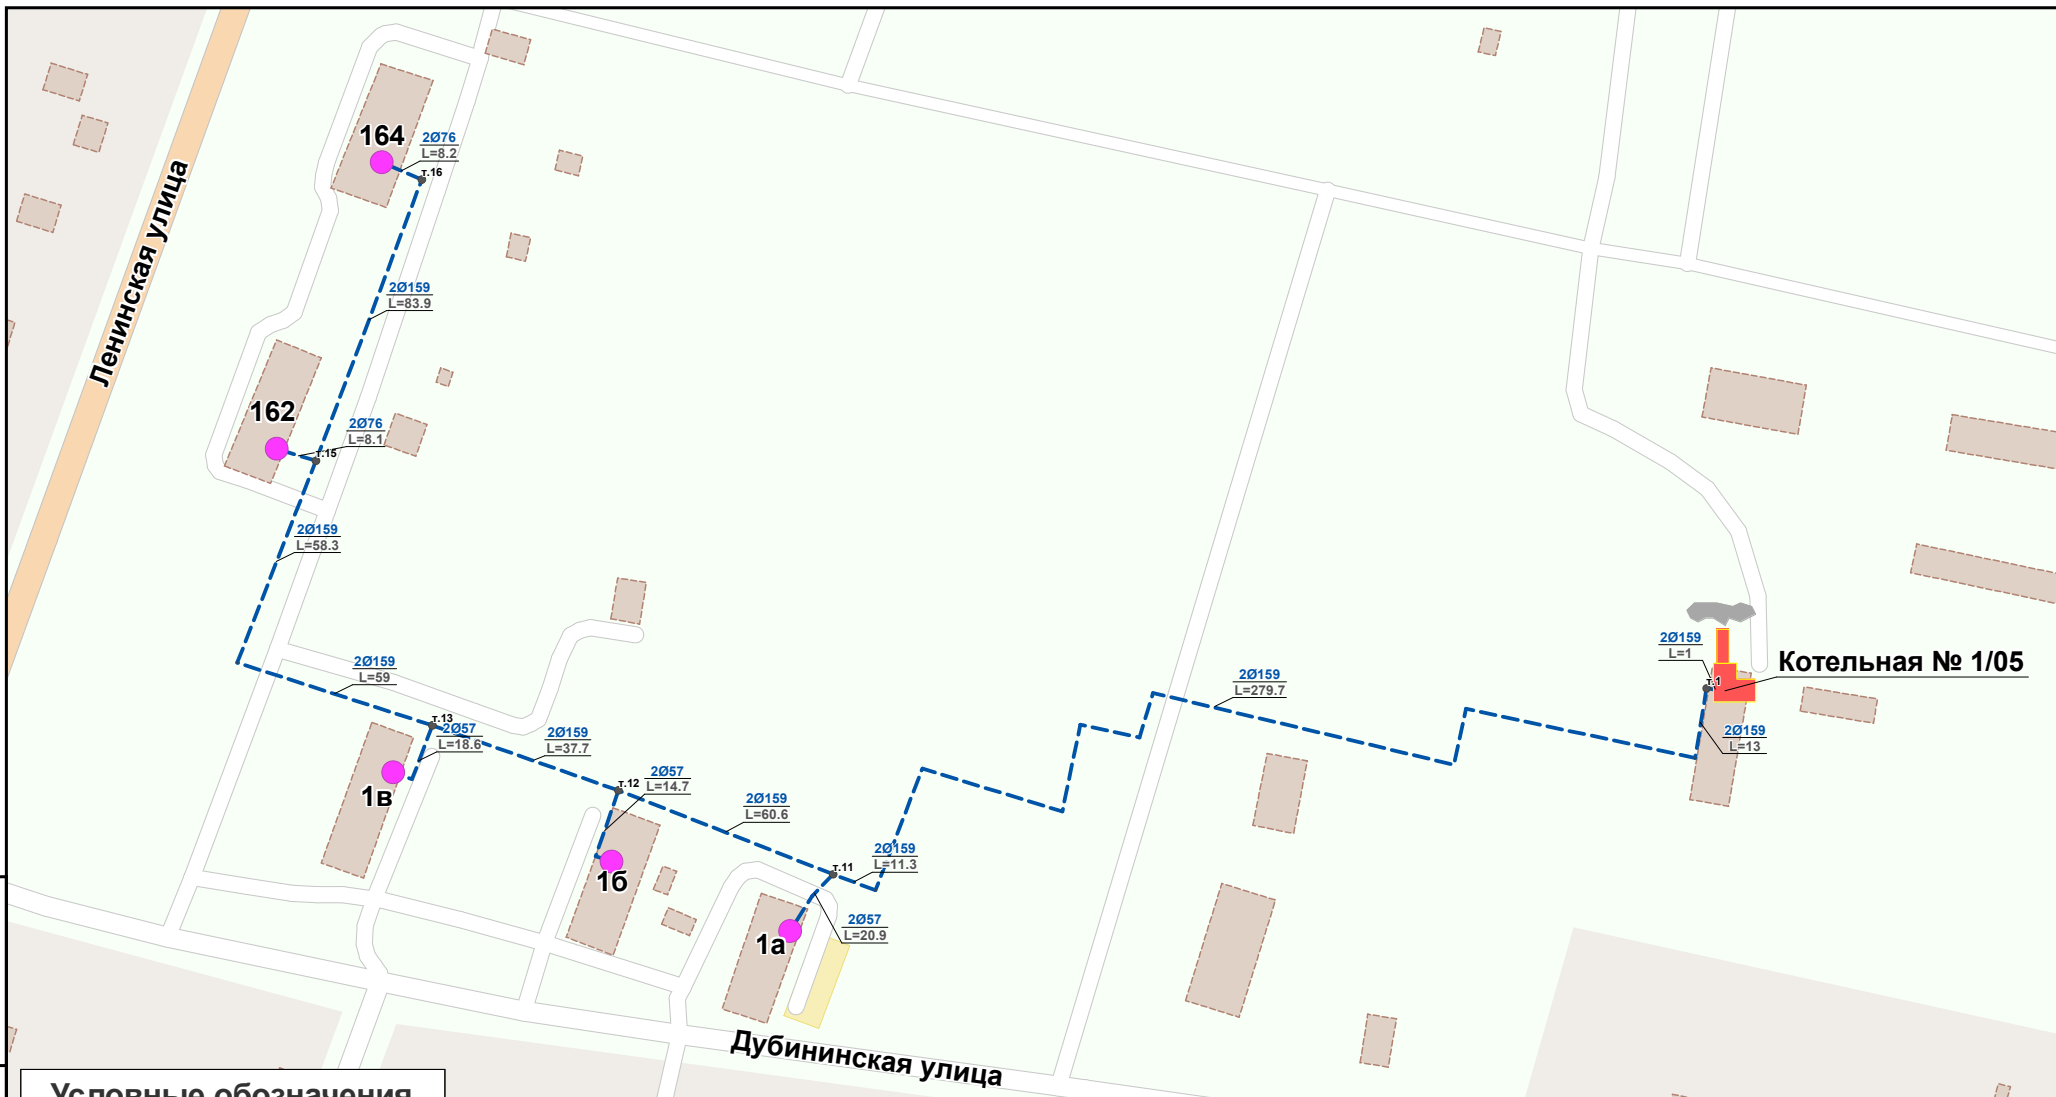 164
2Ø76
L=8.2
т.16
Ленинская улица
2Ø159
L=83.9
162
2Ø76
L=8.1
т.15
2Ø159
L=58.3
2Ø159
L=59
т.13
2Ø57
L=18.6
2Ø159
L=37.7
1в
т.12
2Ø57
L=14.7
2Ø159
L=60.6
1б
т.11
2Ø159
L=11.3
2Ø57
L=20.9
1а
2Ø159
L=279.7
2Ø159
L=1
т.1
Котельная № 1/05
2Ø159
L=13
Дубининская улица
Условные обозначения